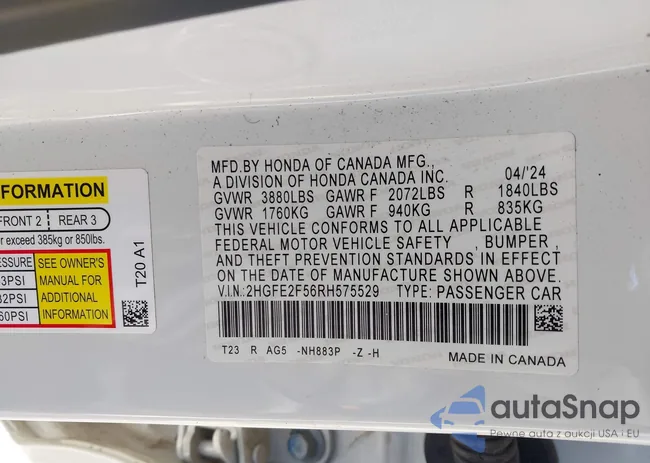 MFD.BY HONDA OF CANADA MFG., 04/'24
A DIVISION OF HONDA CANADA INC.
GVWR 3880LBS GAWR F 2072LBS R 1840LBS
GVWR 1760KG GAWR F 940KG R 835KG
THIS VEHICLE CONFORMS TO ALL APPLICABLE
FEDERAL MOTOR VEHICLE SAFETY , BUMPER ,
AND THEFT PREVENTION STANDARDS IN EFFECT
ON THE DATE OF MANUFACTURE SHOWN ABOVE.
V.I.N.:2HGFE2F56RH575529 TYPE: PASSENGER CAR
T23 R AG5 -NH883P -Z -H
MADE IN CANADA
FORMATION
FRONT 2 REAR 3
exceed 385kg or 850lbs.
SEE OWNER'S
MANUAL FOR
ADDITIONAL
INFORMATION
3PSI
32PSI
60PSI
T20 A1
autaSnap
Pewne auta z aukcji USA i EU